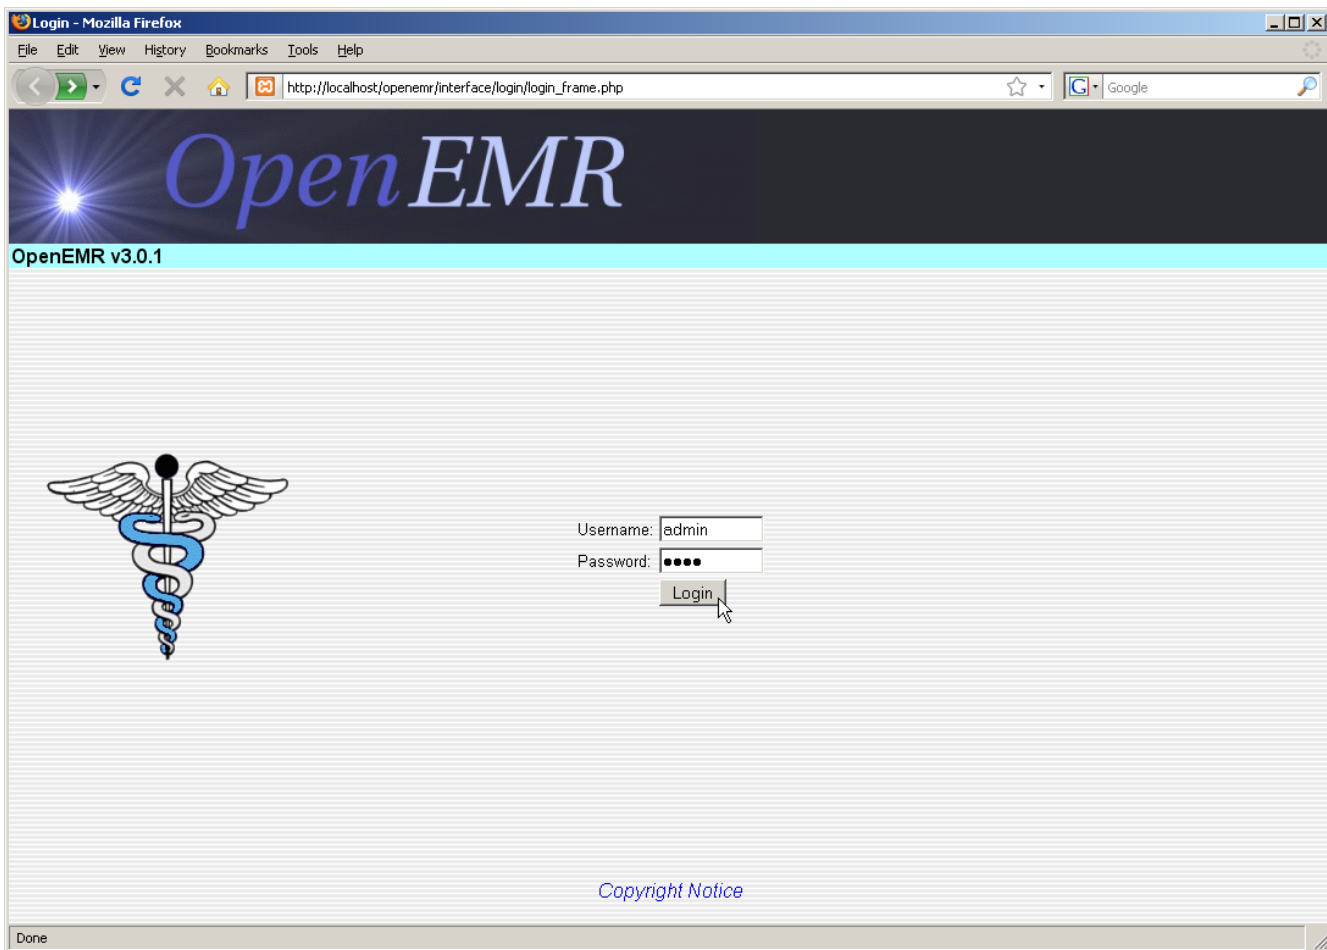 Login - Mozilla Firefox
File Edit View History Bookmarks Tools Help
http://localhost/openemr/interface/login/login_frame.php
G Google
OpenEMR
OpenEMR v3.0.1
Username: admin
Password: ●●●●
Login
Copyright Notice
Done